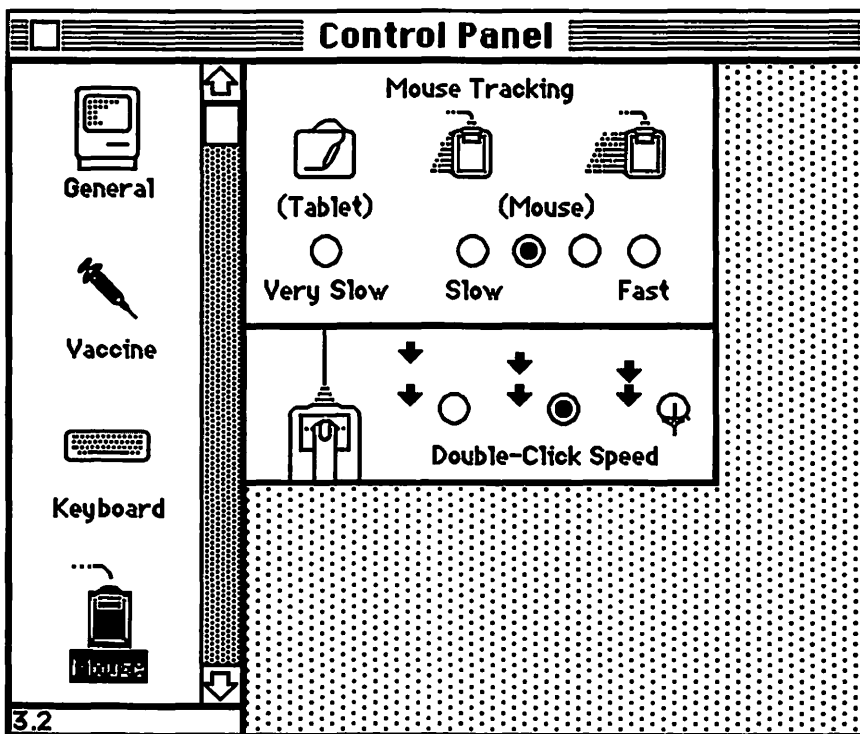 Control Panel
General
Vaccine
Keyboard
Mouse
3.2
Mouse Tracking
(Tablet) (Mouse)
Very Slow Slow Fast
Double-Click Speed